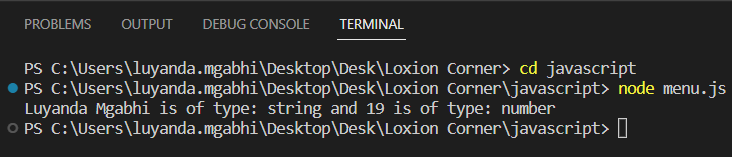 PROBLEMS OUTPUT DEBUG CONSOLE TERMINAL
PS C:\Users\luyanda.mgabhi\Desktop\Desk\Loxion Corner> cd javascript
PS C:\Users\luyanda.mgabhi\Desktop\Desk\Loxion Corner\javascript> node menu.js
Luyanda Mgabhi is of type: string and 19 is of type: number
PS C:\Users\luyanda.mgabhi\Desktop\Desk\Loxion Corner\javascript>